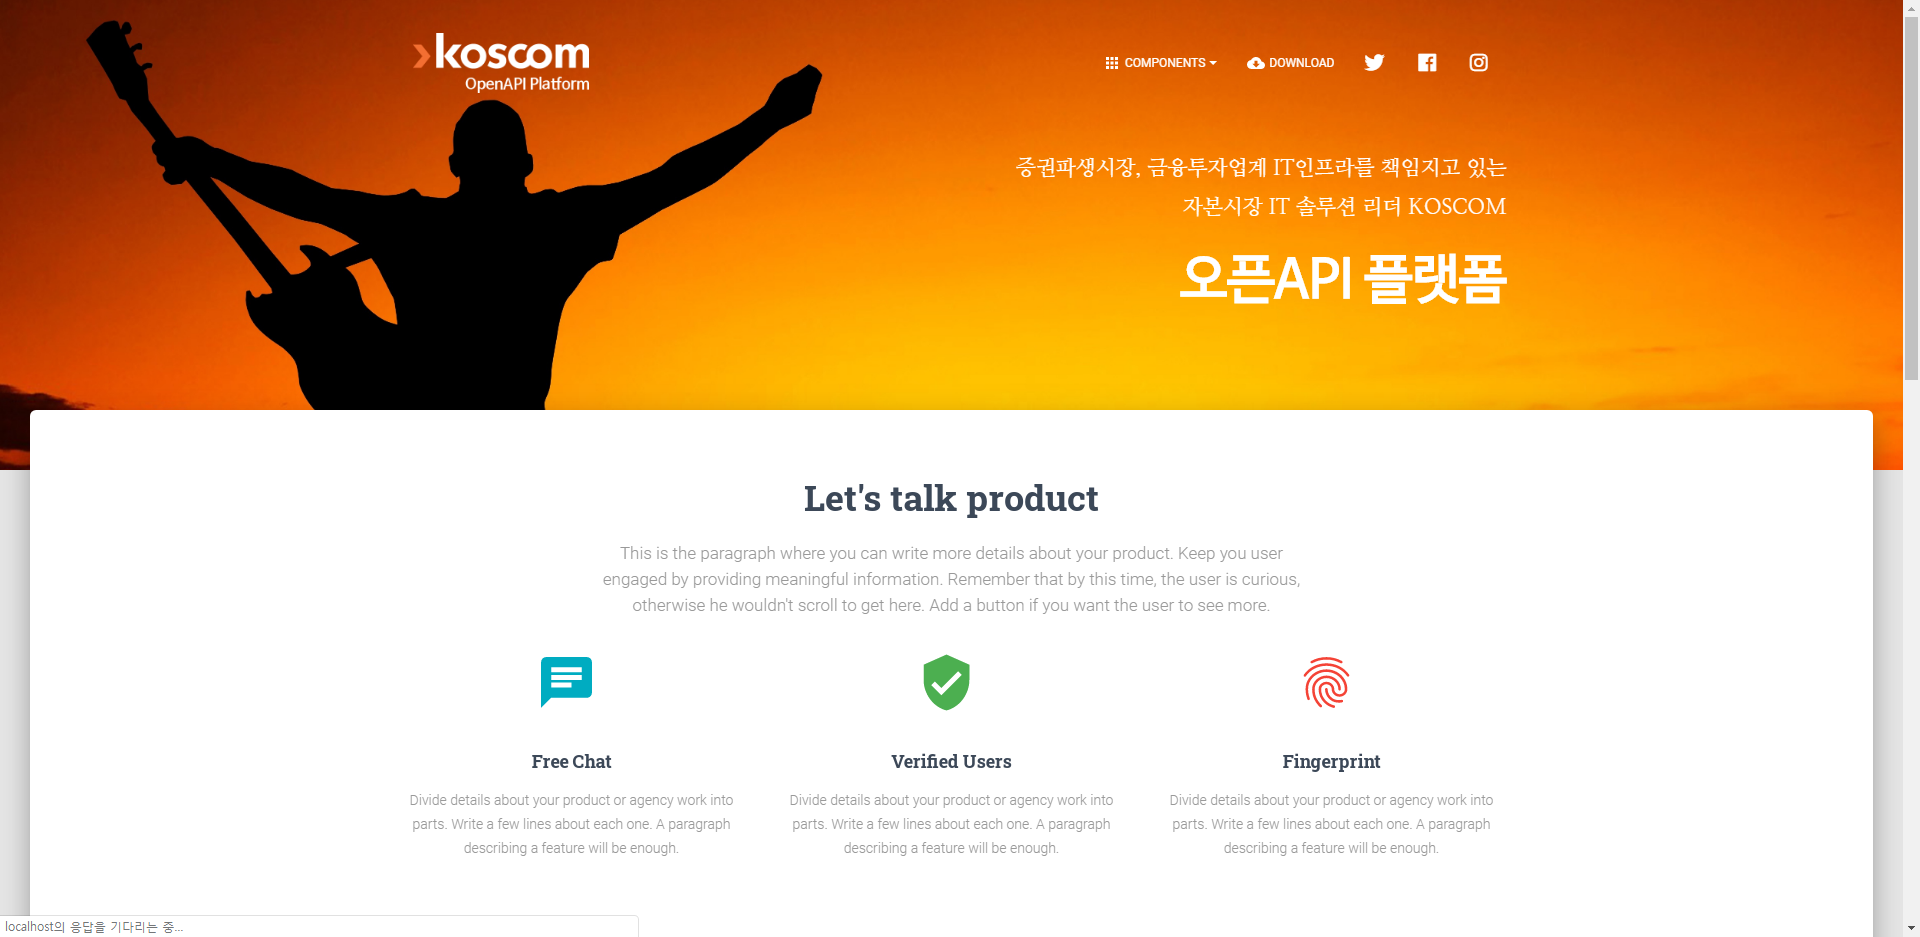 koscom
OpenAPI Platform
COMPONENTS
DOWNLOAD
증권파생시장, 금융투자업계 IT인프라를 책임지고 있는
자본시장 IT 솔루션 리더 KOSCOM
오픈API 플랫폼
Let's talk product
This is the paragraph where you can write more details about your product. Keep you user
engaged by providing meaningful information. Remember that by this time, the user is curious,
otherwise he wouldn't scroll to get here. Add a button if you want the user to see more.
Free Chat
Divide details about your product or agency work into
parts. Write a few lines about each one. A paragraph
describing a feature will be enough.
Verified Users
Divide details about your product or agency work into
parts. Write a few lines about each one. A paragraph
describing a feature will be enough.
Fingerprint
Divide details about your product or agency work into
parts. Write a few lines about each one. A paragraph
describing a feature will be enough.
localhost의 응답을 기다리는 중...